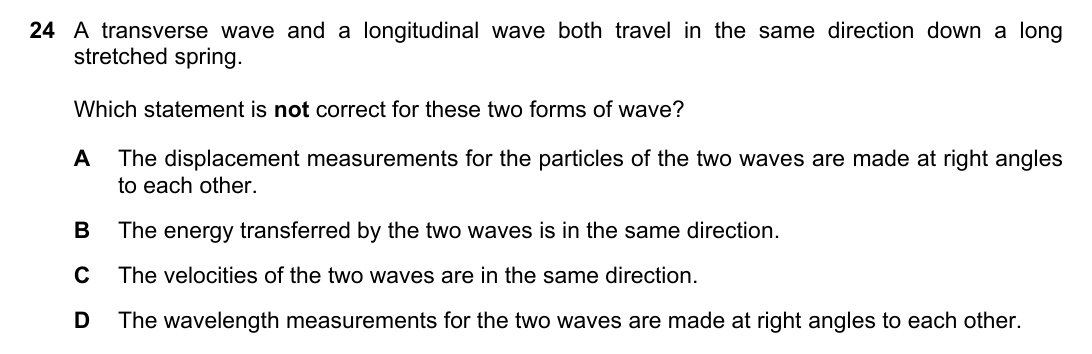 24 A transverse wave and a longitudinal wave both travel in the same direction down a long
stretched spring.
Which statement is not correct for these two forms of wave?
A The displacement measurements for the particles of the two waves are made at right angles
to each other.
B The energy transferred by the two waves is in the same direction.
C The velocities of the two waves are in the same direction.
D The wavelength measurements for the two waves are made at right angles to each other.